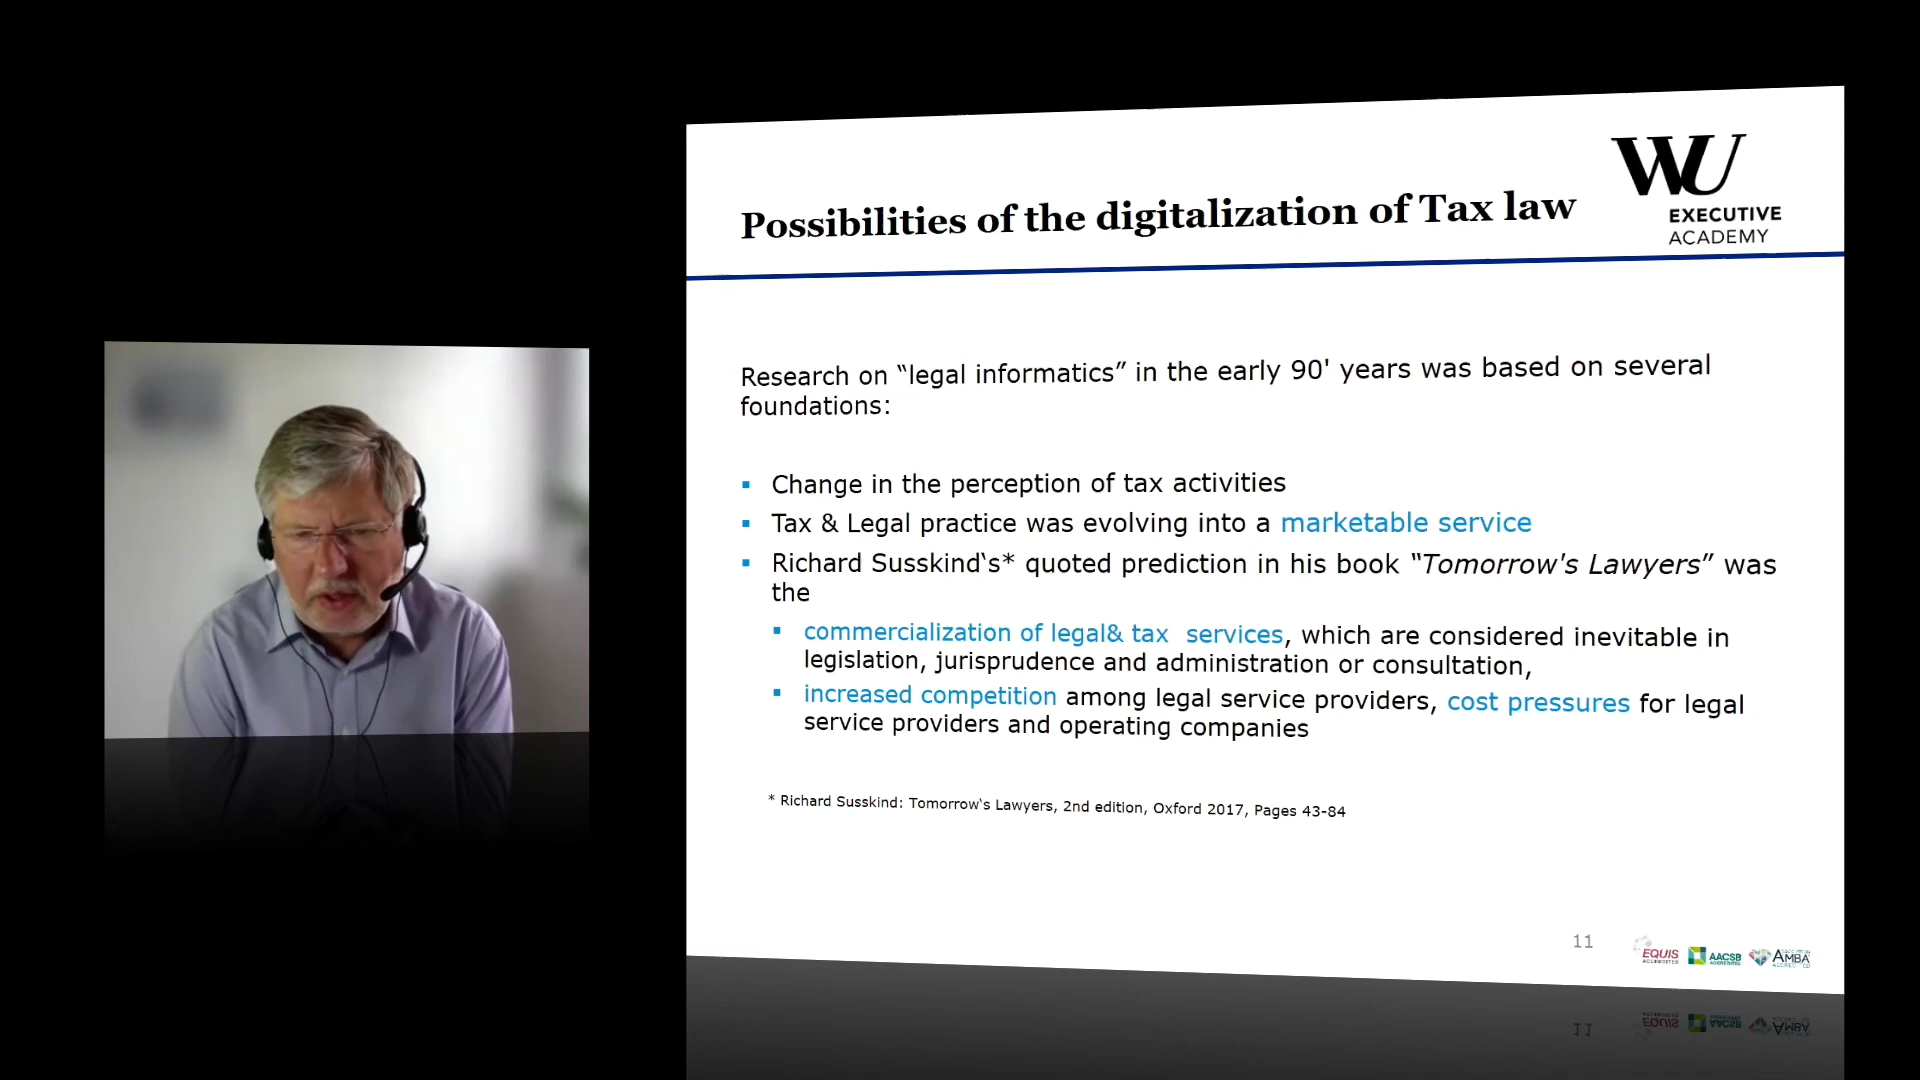 WU
EXECUTIVE
ACADEMY
Possibilities of the digitalization of Tax law
Research on “legal informatics” in the early 90' years was based on several
foundations:
▪ Change in the perception of tax activities
▪ Tax & Legal practice was evolving into a marketable service
▪ Richard Susskind‘s* quoted prediction in his book “Tomorrow's Lawyers” was
the
▪ commercialization of legal& tax  services, which are considered inevitable in
legislation, jurisprudence and administration or consultation,
▪ increased competition among legal service providers, cost pressures for legal
service providers and operating companies
* Richard Susskind: Tomorrow‘s Lawyers, 2nd edition, Oxford 2017, Pages 43-84
11
EQUIS
ACCREDITED
AACSB
ACCREDITED
AMBA
ACCREDITED